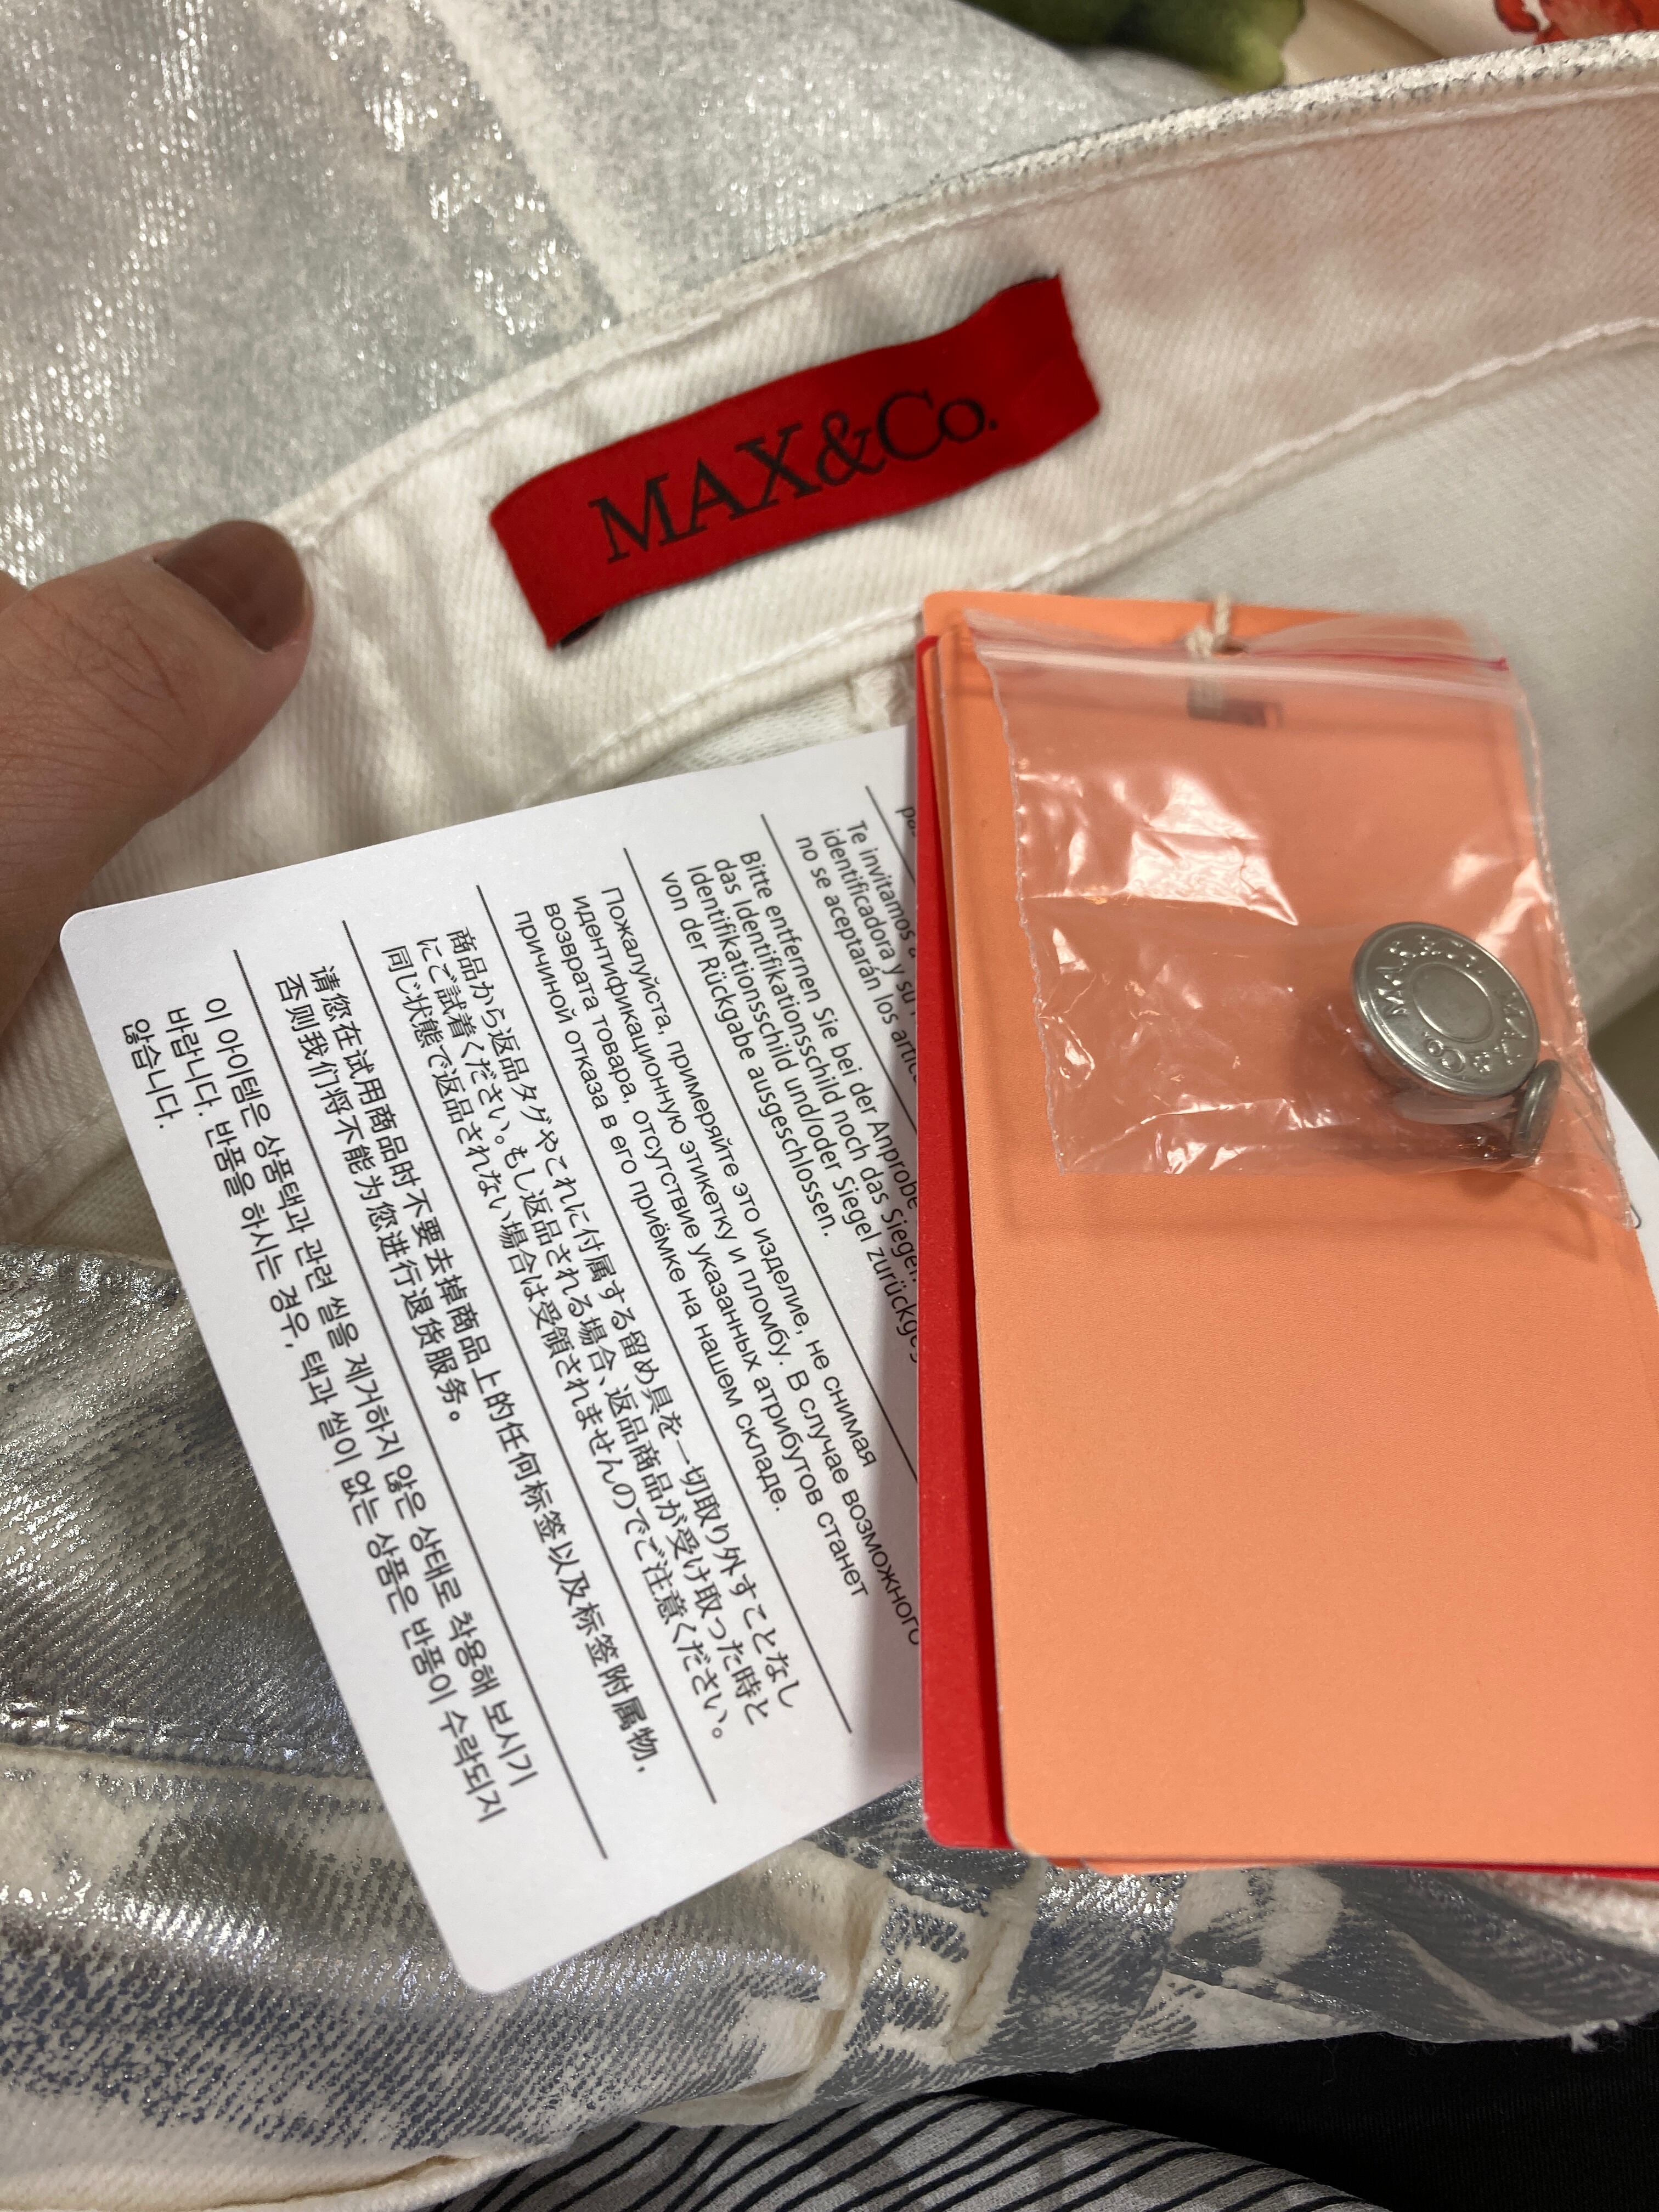 MAX&Co.
MAX & Co. MAX & Co.
Te invitamos a
identificadora y su
no se aceptarán los
Bitte entfernen Sie bei der Anprobe
das Identifikationsschild noch das
Identifikationsschild und/oder Siegel
von der Rückgabe ausgeschlossen.
Пожалуйста, примеряйте это изделие, не снимая
идентификационную этикетку и пломбу. В случае возможного
возврата товара, отсутствие указанных атрибутов станет
причиной отказа в его приёмке на нашем складе.
商品から返品タグやこれに付属する留め具を一切取り外すことなし
にご試着ください。もし返品される場合、返品商品が受け取った時と
同じ状態で返品されない場合は受領されませんのでご注意ください。
请您在试用商品时不要去掉商品上的任何标签以及标签附属物,
否则我们将不能为您进行退货服务。
이 아이템은 상품택과 관련 씰을 제거하지 않은 상태로 착용해 보시기
바랍니다. 반품을 하시는 경우, 택과 씰이 없는 상품은 반품이 수락되지
않습니다.